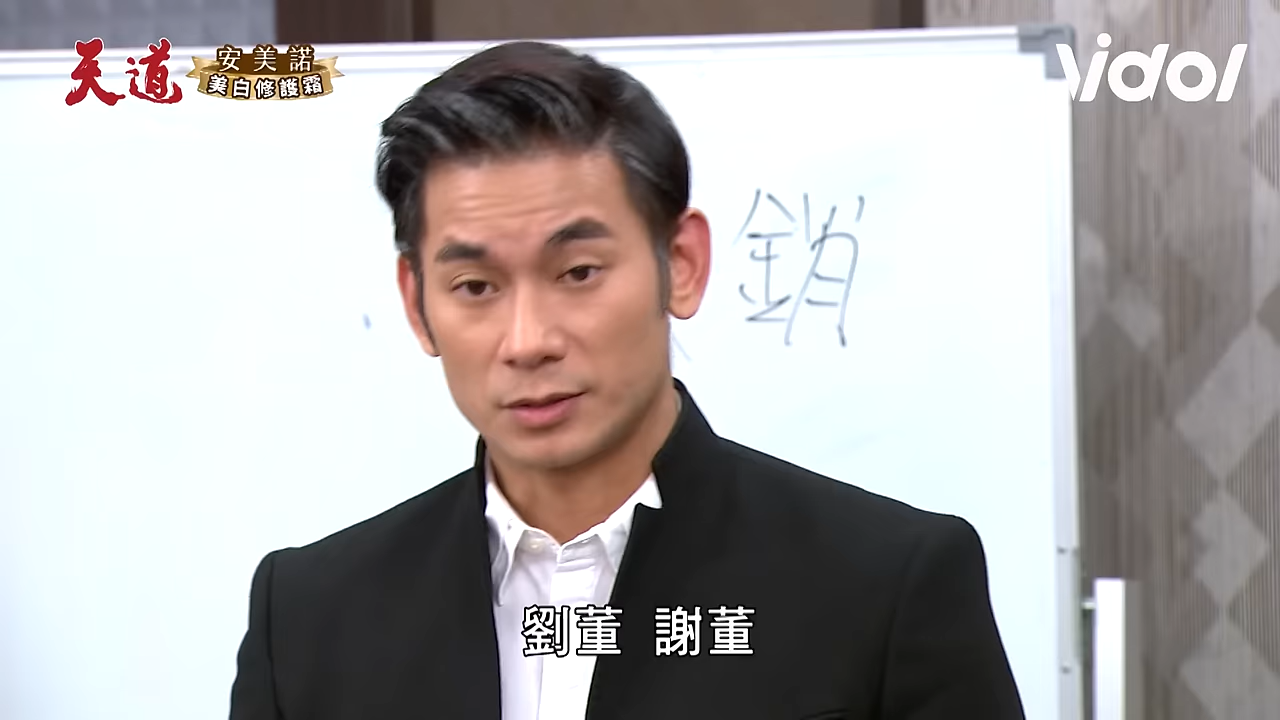 天道
安美諾
美白修護霜
vidol
銷
劉董 謝董